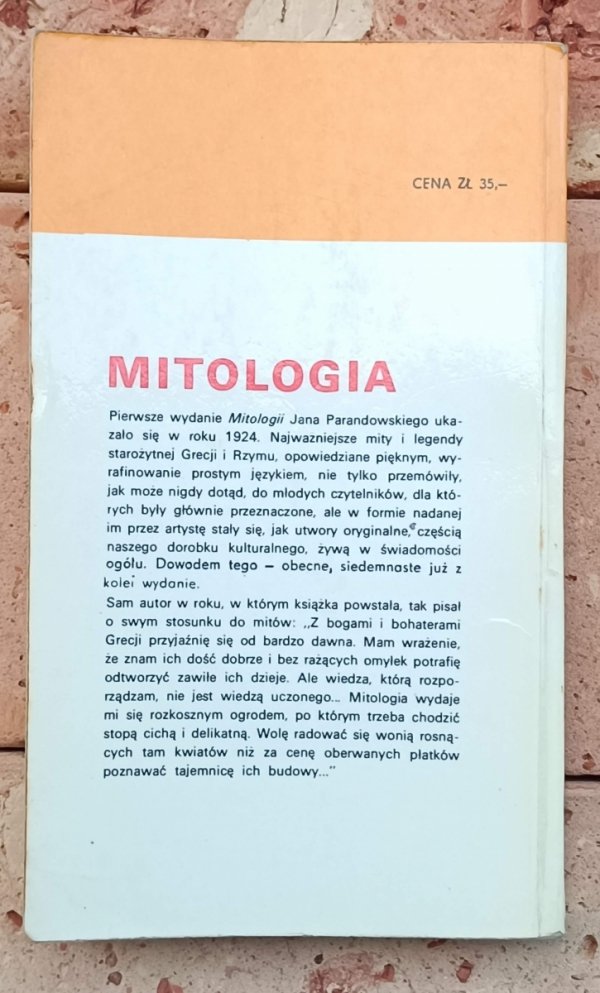 CENA ZŁ 35,—
MITOLOGIA
Pierwsze wydanie Mitologii Jana Parandowskiego uka-
zało się w roku 1924. Najważniejsze mity i legendy
starożytnej Grecji i Rzymu, opowiedziane pięknym, wy-
rafinowanie prostym językiem, nie tylko przemówiły,
jak może nigdy dotąd, do młodych czytelników, dla któ-
rych były głównie przeznaczone, ale w formie nadanej
im przez artystę stały się, jak utwory oryginalne, częścią
naszego dorobku kulturalnego, żywą w świadomości
ogółu. Dowodem tego — obecne, siedemnaste już z
kolei wydanie.
Sam autor w roku, w którym książka powstała, tak pisał
o swym stosunku do mitów: „Z bogami i bohaterami
Grecji przyjaźnię się od bardzo dawna. Mam wrażenie,
że znam ich dość dobrze i bez rażących omyłek potrafię
odtworzyć zawiłe ich dzieje. Ale wiedza, którą rozpo-
rządzam, nie jest wiedzą uczonego... Mitologia wydaje
mi się rozkosznym ogrodem, po którym trzeba chodzić
stopą cichą i delikatną. Wolę radować się wonią rosną-
cych tam kwiatów niż za cenę oberwanych płatków
poznawać tajemnicę ich budowy..."